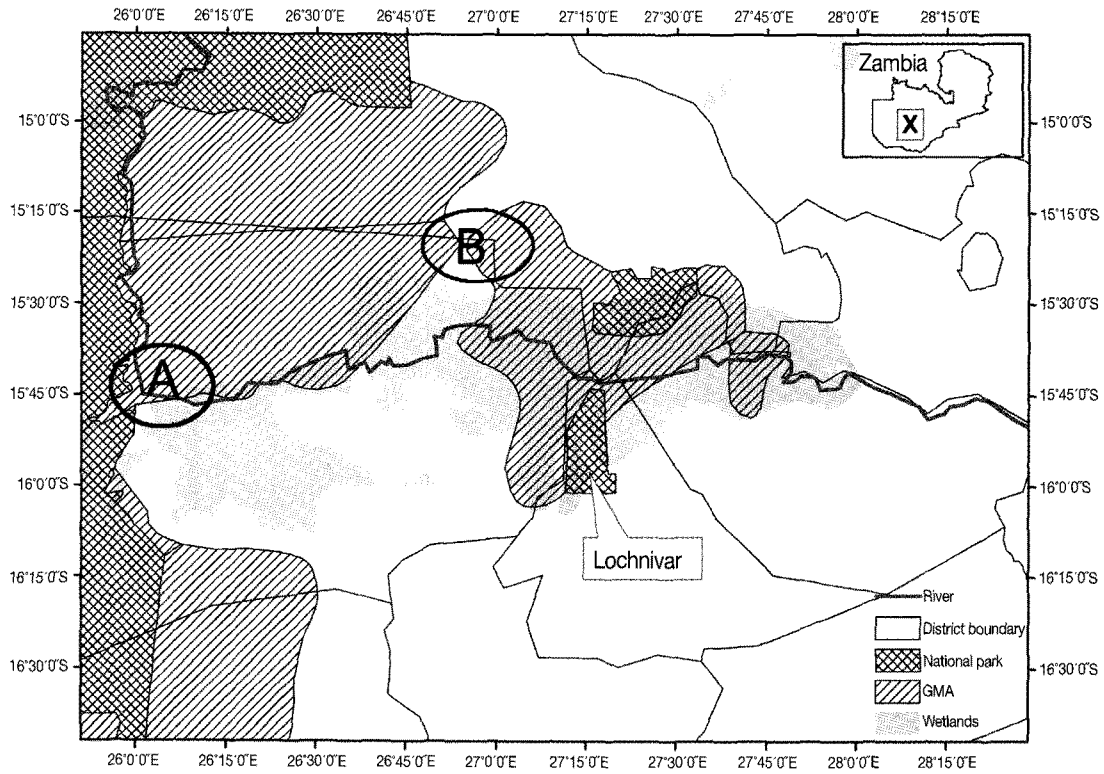 26˚0'0"E 26˚15'0"E 26˚30'0"E 26˚45'0"E 27˚0'0"E 27˚15'0"E 27˚30'0"E 27˚45'0"E 28˚0'0"E 28˚15'0"E
Zambia
X
15˚0'0"S 15˚0'0"S
15˚15'0"S 15˚15'0"S
B
15˚30'0"S 15˚30'0"S
A
15˚45'0"S 15˚45'0"S
16˚0'0"S 16˚0'0"S
Lochnivar
16˚15'0"S 16˚15'0"S
River
District boundary
National park
16˚30'0"S 16˚30'0"S
GMA
Wetlands
26˚0'0"E 26˚15'0"E 26˚30'0"E 26˚45'0"E 27˚0'0"E 27˚15'0"E 27˚30'0"E 27˚45'0"E 28˚0'0"E 28˚15'0"E